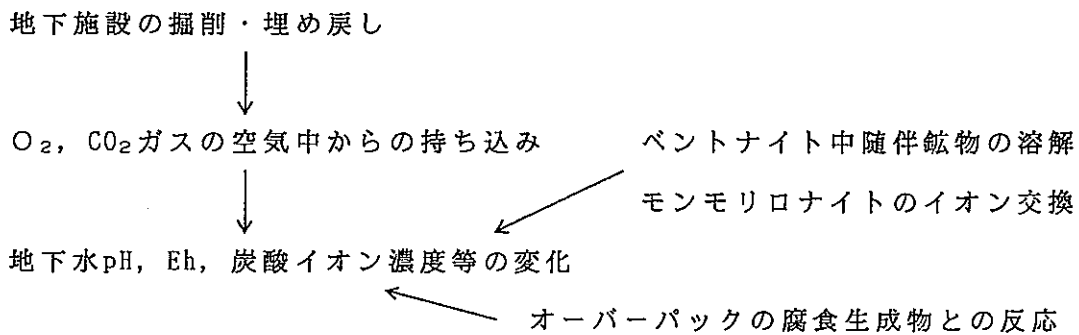 地下施設の掘削・埋め戻し
O₂, CO₂ガスの空気中からの持ち込み
ベントナイト中随伴鉱物の溶解
モンモリロナイトのイオン交換
地下水pH, Eh, 炭酸イオン濃度等の変化
オーバーパックの腐食生成物との反応